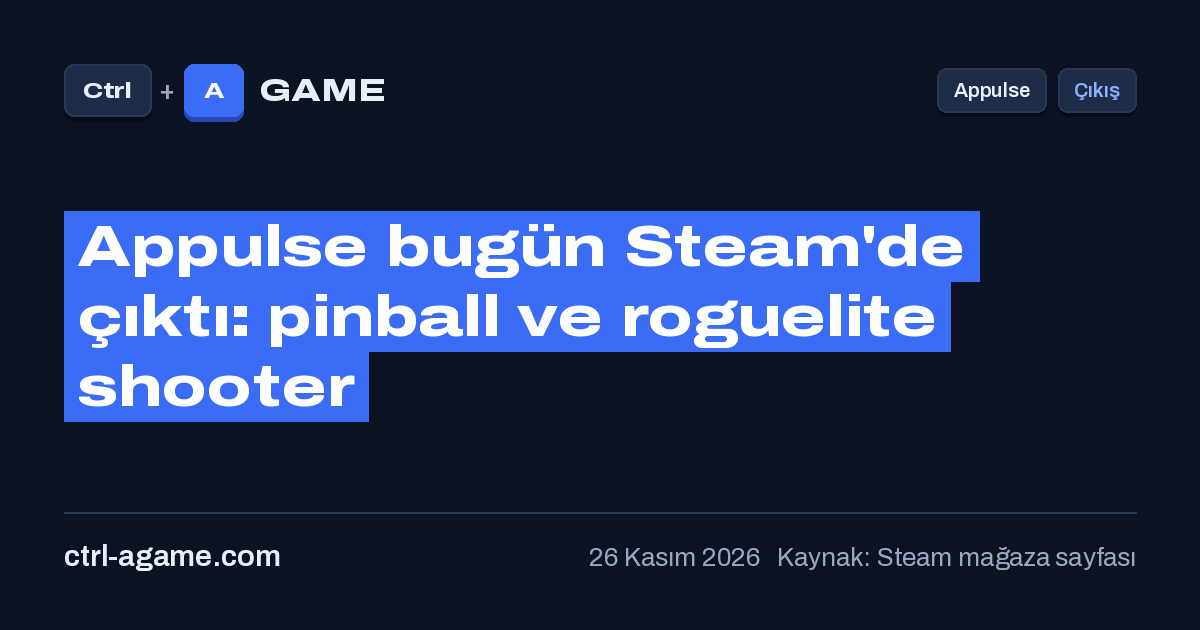 Ctrl + A GAME
Appulse Çıkış
Appulse bugün Steam'de
çıktı: pinball ve roguelite
shooter
ctrl-agame.com
26 Kasım 2026 Kaynak: Steam mağaza sayfası